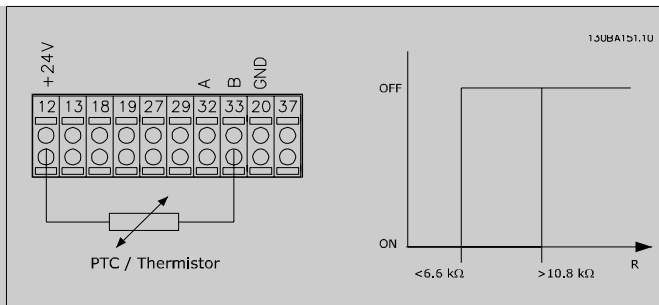 130BA151.10
+24V
A
B
GND
12 13 18 19 27 29 32 33 20 37
PTC / Thermistor
OFF
ON
R
<6.6 kΩ
>10.8 kΩ